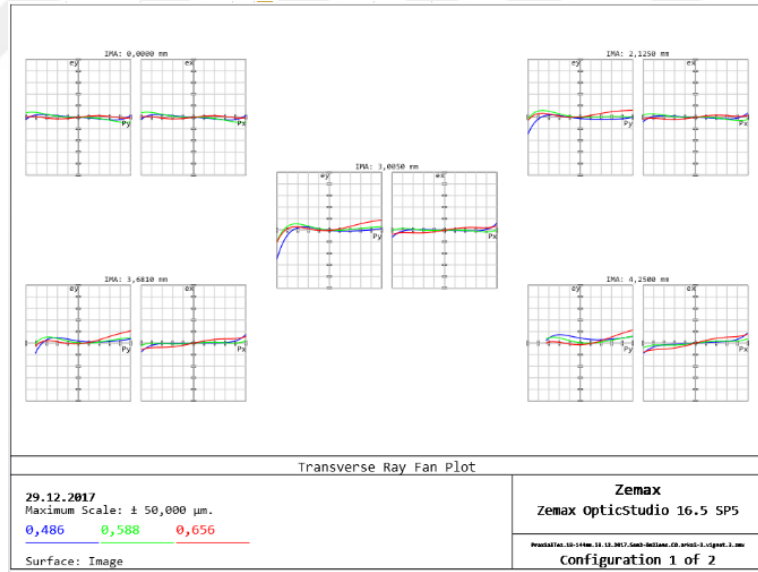 IMA: 0,0000 mm
ey ex
Py Px
IMA: 2,1250 mm
ey ex
Py Px
IMA: 3,0050 mm
ey ex
Py Px
IMA: 3,6810 mm
ey ex
Py Px
IMA: 4,2500 mm
ey ex
Py Px
Transverse Ray Fan Plot
29.12.2017
Maximum Scale: ± 50,000 µm.
0,486 0,588 0,656
Surface: Image
Zemax
Zemax OpticStudio 16.5 SP5
Configuration 1 of 2